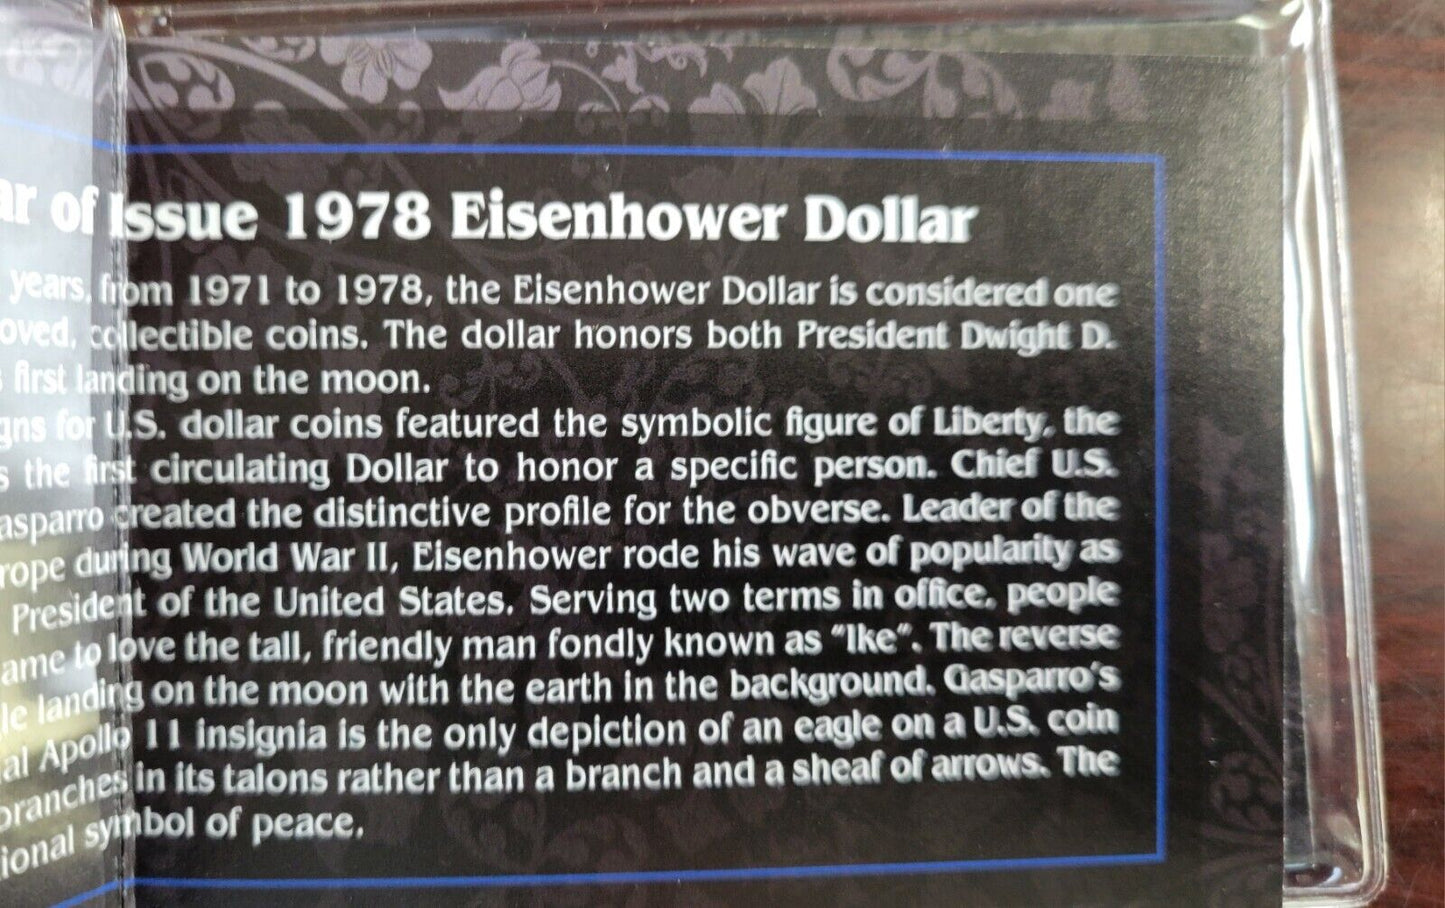 of Issue 1978 Eisenhower Dollar
years, from 1971 to 1978, the Eisenhower Dollar is considered one
collectible coins. The dollar honors both President Dwight D.
first landing on the moon.
for U.S. dollar coins featured the symbolic figure of Liberty, the
the first circulating Dollar to honor a specific person. Chief U.S.
asparro created the distinctive profile for the obverse. Leader of the
rope during World War II, Eisenhower rode his wave of popularity as
President of the United States. Serving two terms in office, people
ame to love the tall, friendly man fondly known as "Ike". The reverse
le landing on the moon with the earth in the background. Gasparro's
al Apollo 11 insignia is the only depiction of an eagle on a U.S. coin
branches in its talons rather than a branch and a sheaf of arrows. The
ional symbol of peace.